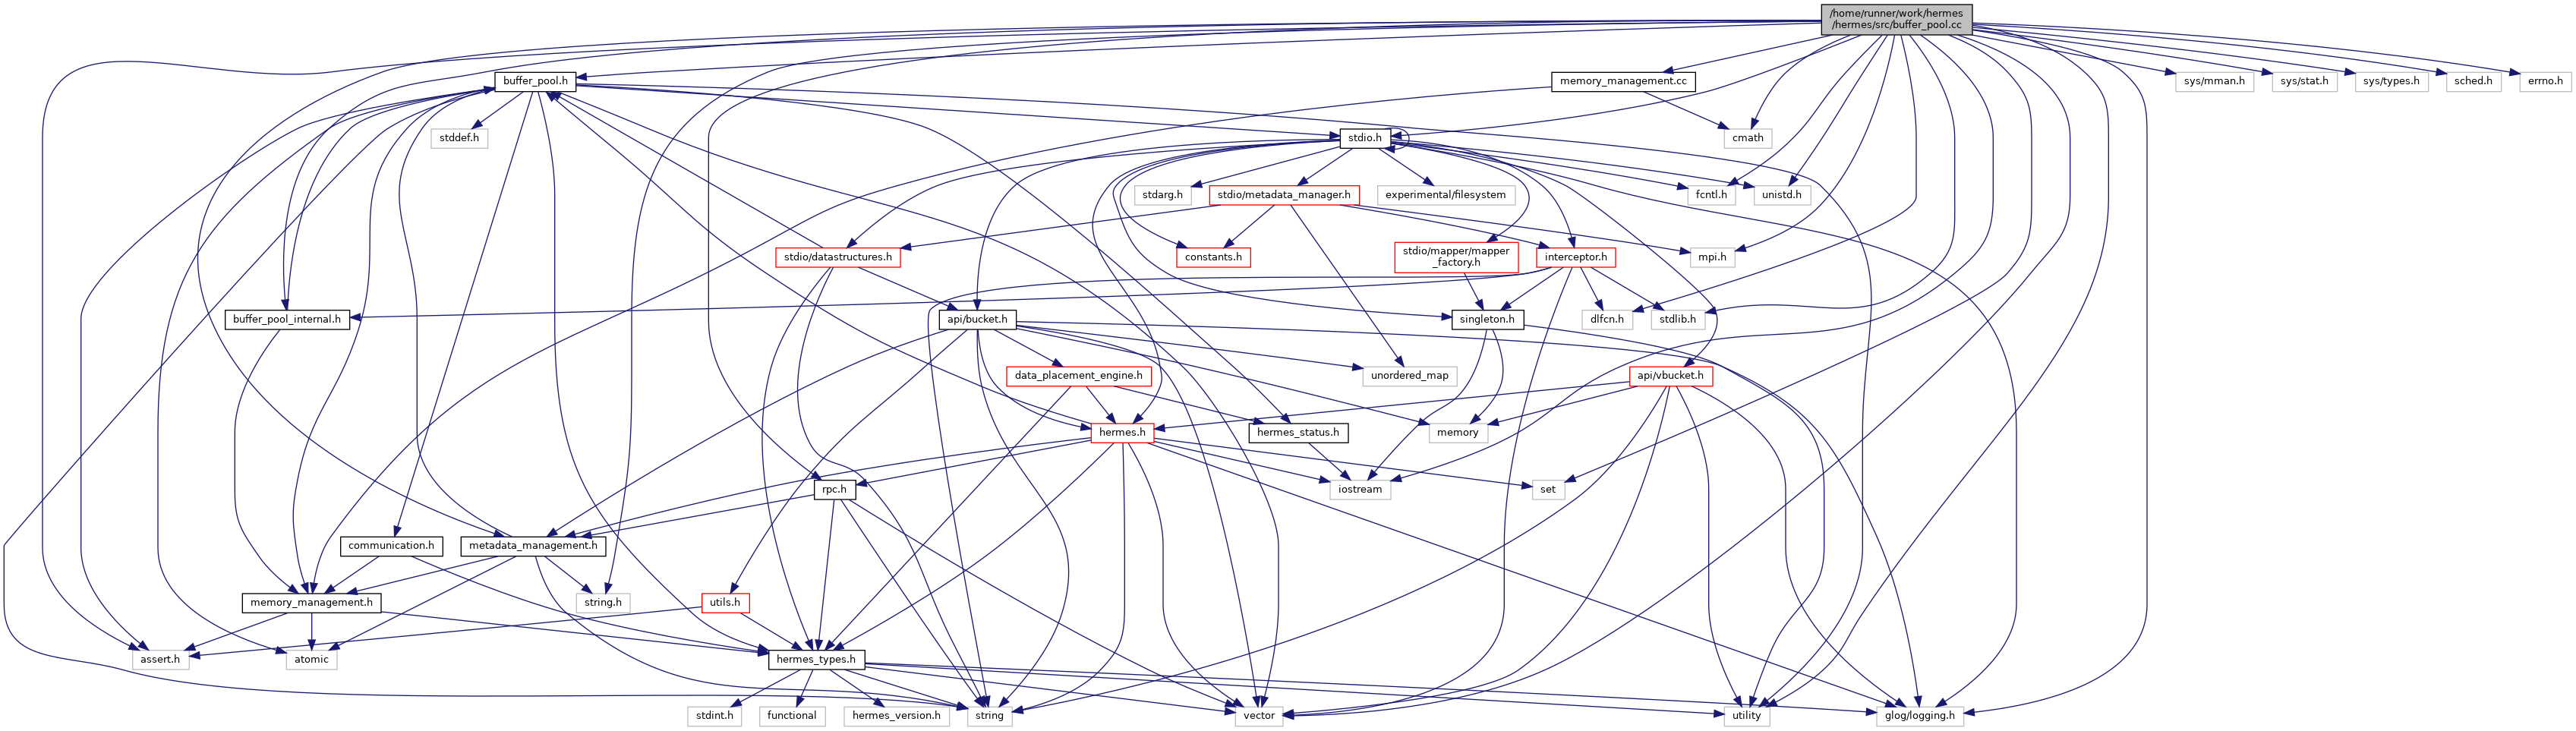 /home/runner/work/hermes
/hermes/src/buffer_pool.cc
buffer_pool.h
memory_management.cc
sys/mman.h
sys/stat.h
sys/types.h
sched.h
errno.h
stddef.h
stdio.h
cmath
stdarg.h
stdio/metadata_manager.h
experimental/filesystem
fcntl.h
unistd.h
stdio/datastructures.h
constants.h
stdio/mapper/mapper
_factory.h
interceptor.h
mpi.h
buffer_pool_internal.h
api/bucket.h
singleton.h
dlfcn.h
stdlib.h
data_placement_engine.h
unordered_map
api/vbucket.h
hermes.h
hermes_status.h
memory
rpc.h
iostream
set
communication.h
metadata_management.h
memory_management.h
string.h
utils.h
assert.h
atomic
hermes_types.h
stdint.h
functional
hermes_version.h
string
vector
utility
glog/logging.h